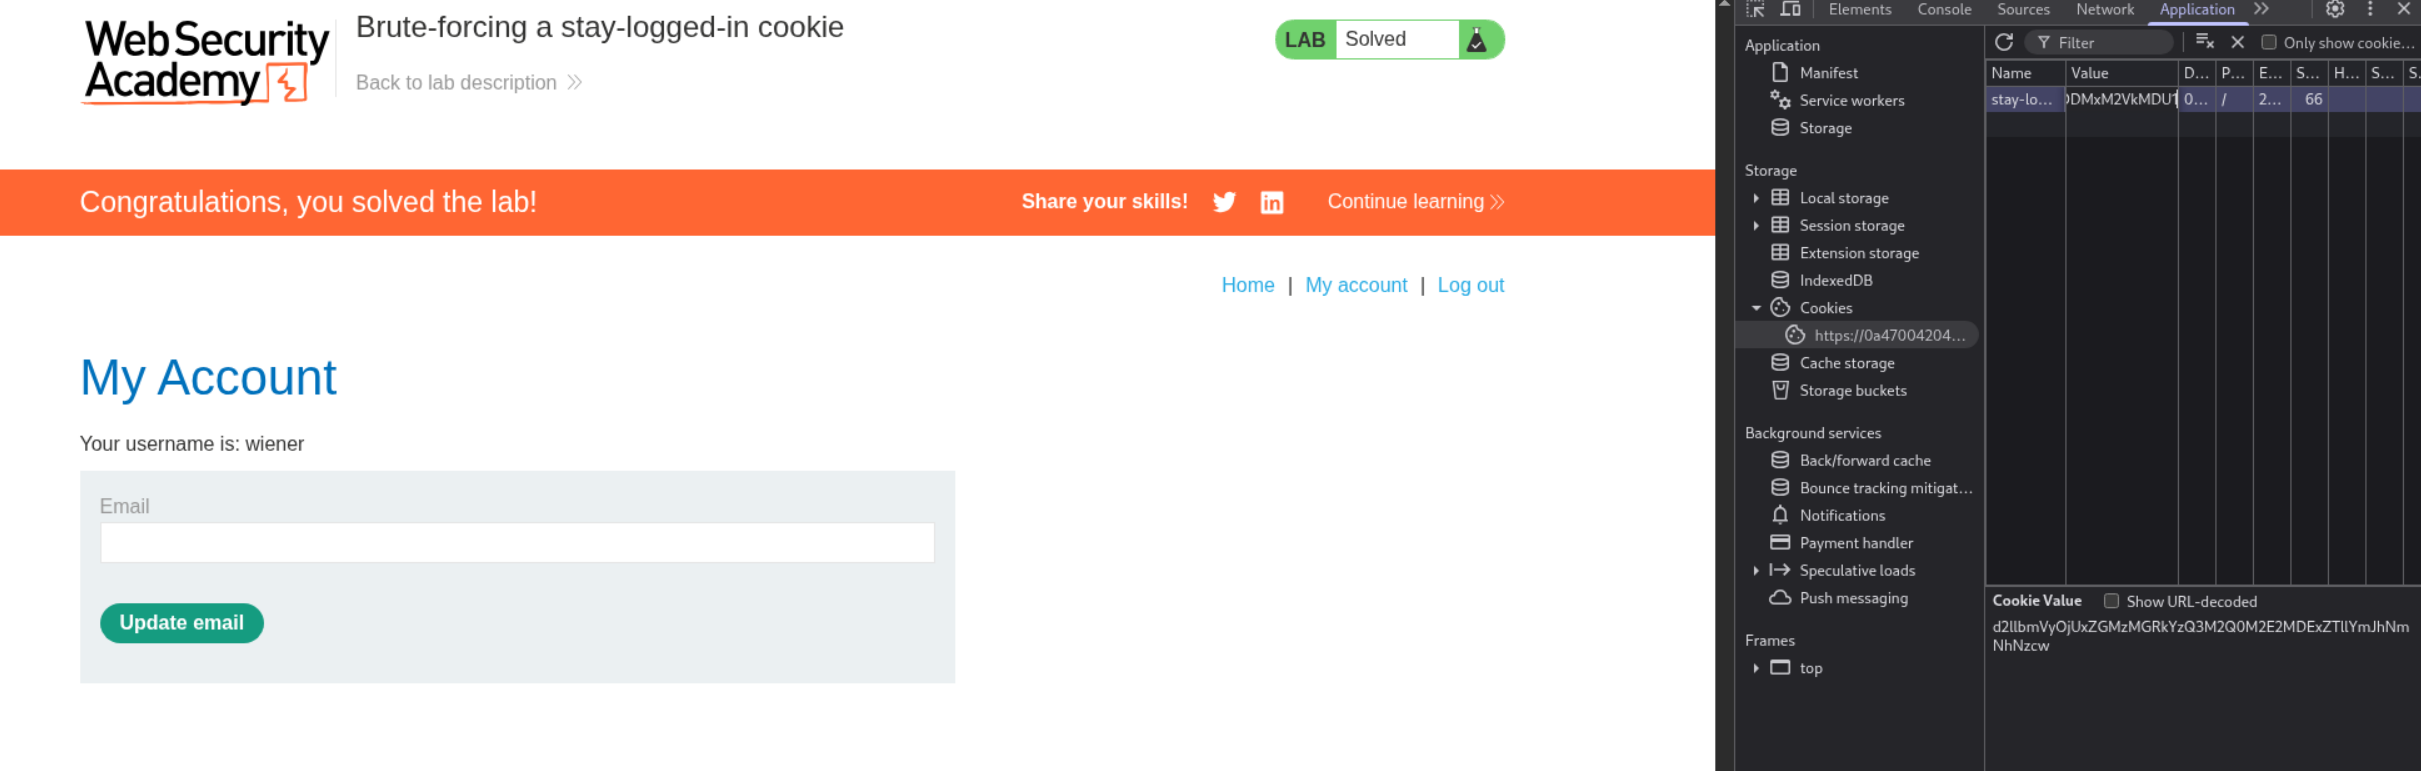 Web Security
Academy
Brute-forcing a stay-logged-in cookie
Back to lab description
LAB Solved
Congratulations, you solved the lab!
Share your skills!
Continue learning
Home | My account | Log out
My Account
Your username is: wiener
Email
Update email
Elements Console Sources Network Application
Application
Manifest
Service workers
Storage
Storage
Local storage
Session storage
Extension storage
IndexedDB
Cookies
https://0a47004204...
Cache storage
Storage buckets
Background services
Back/forward cache
Bounce tracking mitigat...
Notifications
Payment handler
Speculative loads
Push messaging
Frames
top
Filter
Only show cookie...
Name Value D... P... E... S... H... S... S.
stay-lo... DMxM2VkMDU1 0... / 2... 66
Cookie Value Show URL-decoded
d2llbmVyOjUxZGMzMGRkYzQ3M2Q0M2E2MDExZTllYmJhNm
NhNzcw